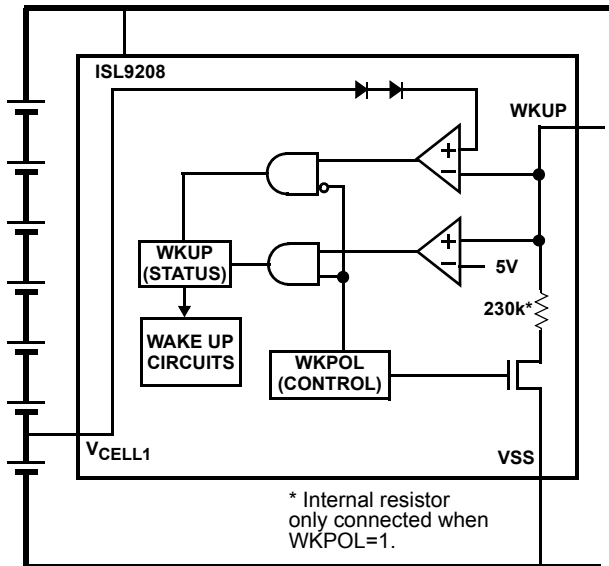 ISL9208
WKUP
+
−
+
−
5V
WKUP
(STATUS)
230k*
WAKE UP
CIRCUITS
WKPOL
(CONTROL)
VCELL1
VSS
* Internal resistor
only connected when
WKPOL=1.